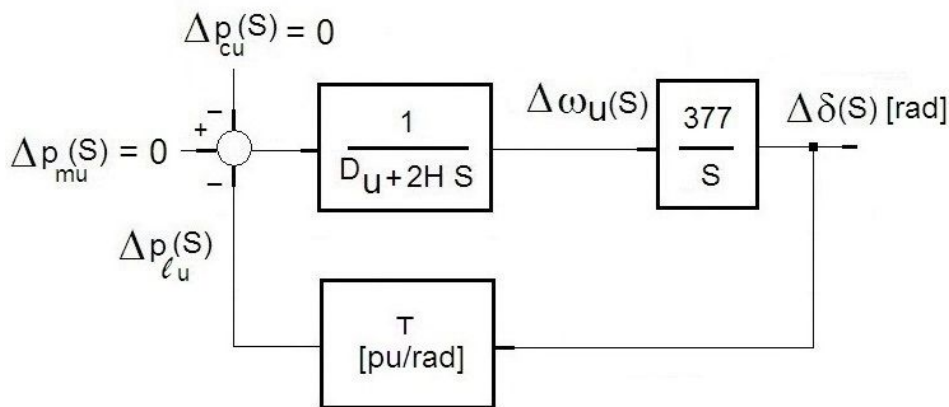 Δp_cu(S) = 0
−
+
Δp_mu(S) = 0
−
1
D_u + 2H S
Δω_u(S)
377
S
Δδ(S) [rad]
Δp_ℓu(S)
T
[pu/rad]